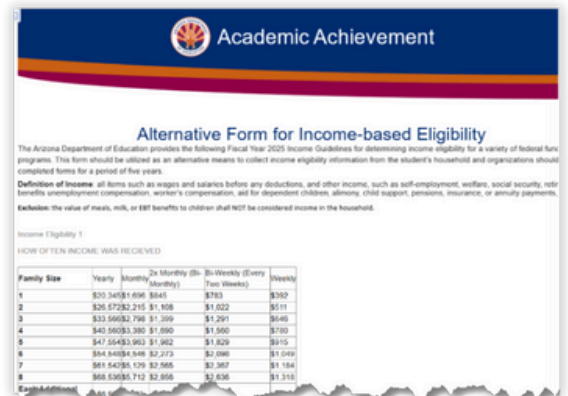 Academic Achievement
Alternative Form for Income-based Eligibility
The Arizona Department of Education provides the following Fiscal Year 2025 Income Guidelines for determining income eligibility for a variety of federal func
programs. This form should be utilized as an alternative means to collect income eligibility information from the student's household and organizations should
completed forms for a period of five years.
Definition of Income: all items such as wages and salaries before any deductions, and other income, such as self-employment, welfare, social security, retir
benefits unemployment compensation, worker's compensation, aid for dependent children, alimony, child support, pensions, insurance, or annuity payments,
Exclusion: the value of meals, milk, or EBT benefits to children shall NOT be considered income in the household.
Income Eligibility 1
HOW OFTEN INCOME WAS RECIEVED
Family Size Yearly Monthly 2x Monthly (Bi-Monthly) Bi-Weekly (Every Two Weeks) Weekly
1 $20,345 $1,696 $845 $783 $392
2 $26,572 $2,215 $1,108 $1,022 $511
3 $33,566 $2,798 $1,399 $1,291 $646
4 $40,560 $3,380 $1,690 $1,560 $780
5 $47,554 $3,963 $1,982 $1,829 $915
6 $54,548 $4,546 $2,273 $2,098 $1,049
7 $61,542 $5,129 $2,565 $2,367 $1,184
8 $68,536 $5,712 $2,856 $2,636 $1,318
Each Additional